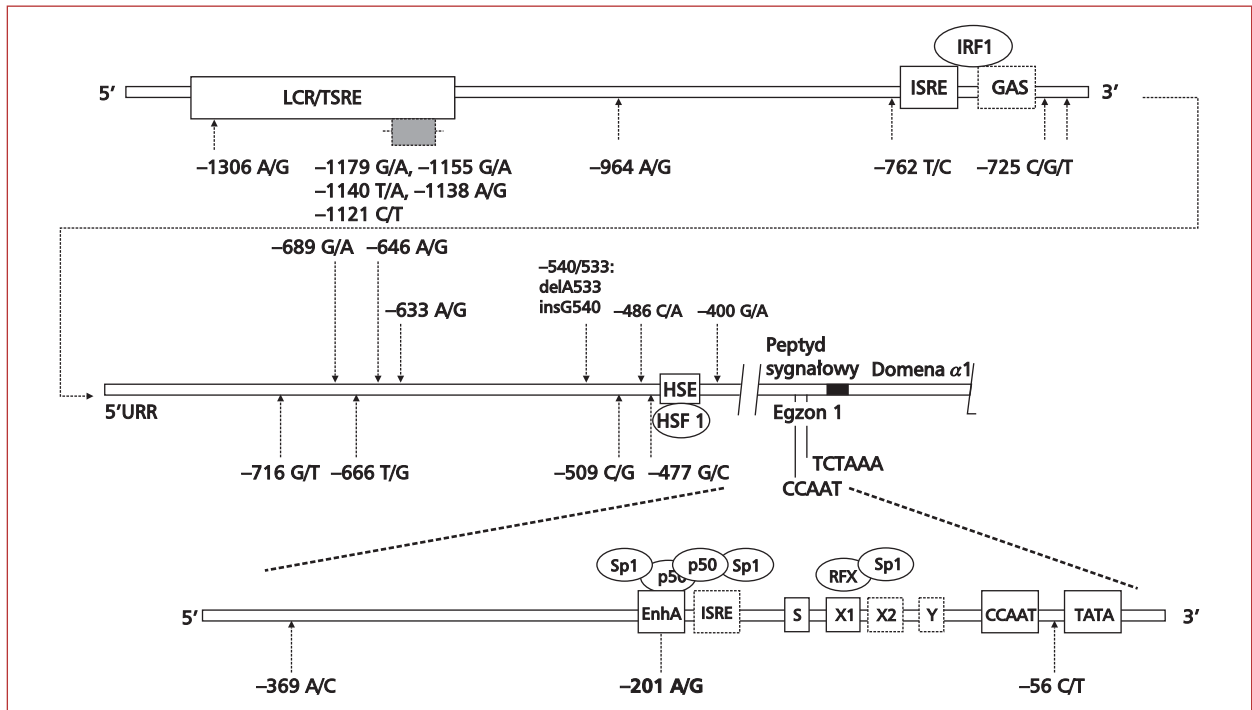 IRF1
5′ LCR/TSRE ISRE GAS 3′
–1306 A/G –1179 G/A, –1155 G/A –964 A/G –762 T/C –725 C/G/T
–1140 T/A, –1138 A/G
–1121 C/T
–689 G/A –646 A/G
–540/533:
delA533
–633 A/G insG540 –486 C/A –400 G/A
Peptyd
sygnałowy Domena α1
HSE
5′URR HSF 1 Egzon 1
–716 G/T –666 T/G –509 C/G –477 G/C TCTAAA
CCAAT
Sp1 p50 p50 Sp1 RFX Sp1
5′ EnhA ISRE S X1 X2 Y CCAAT TATA 3′
–369 A/C –201 A/G –56 C/T